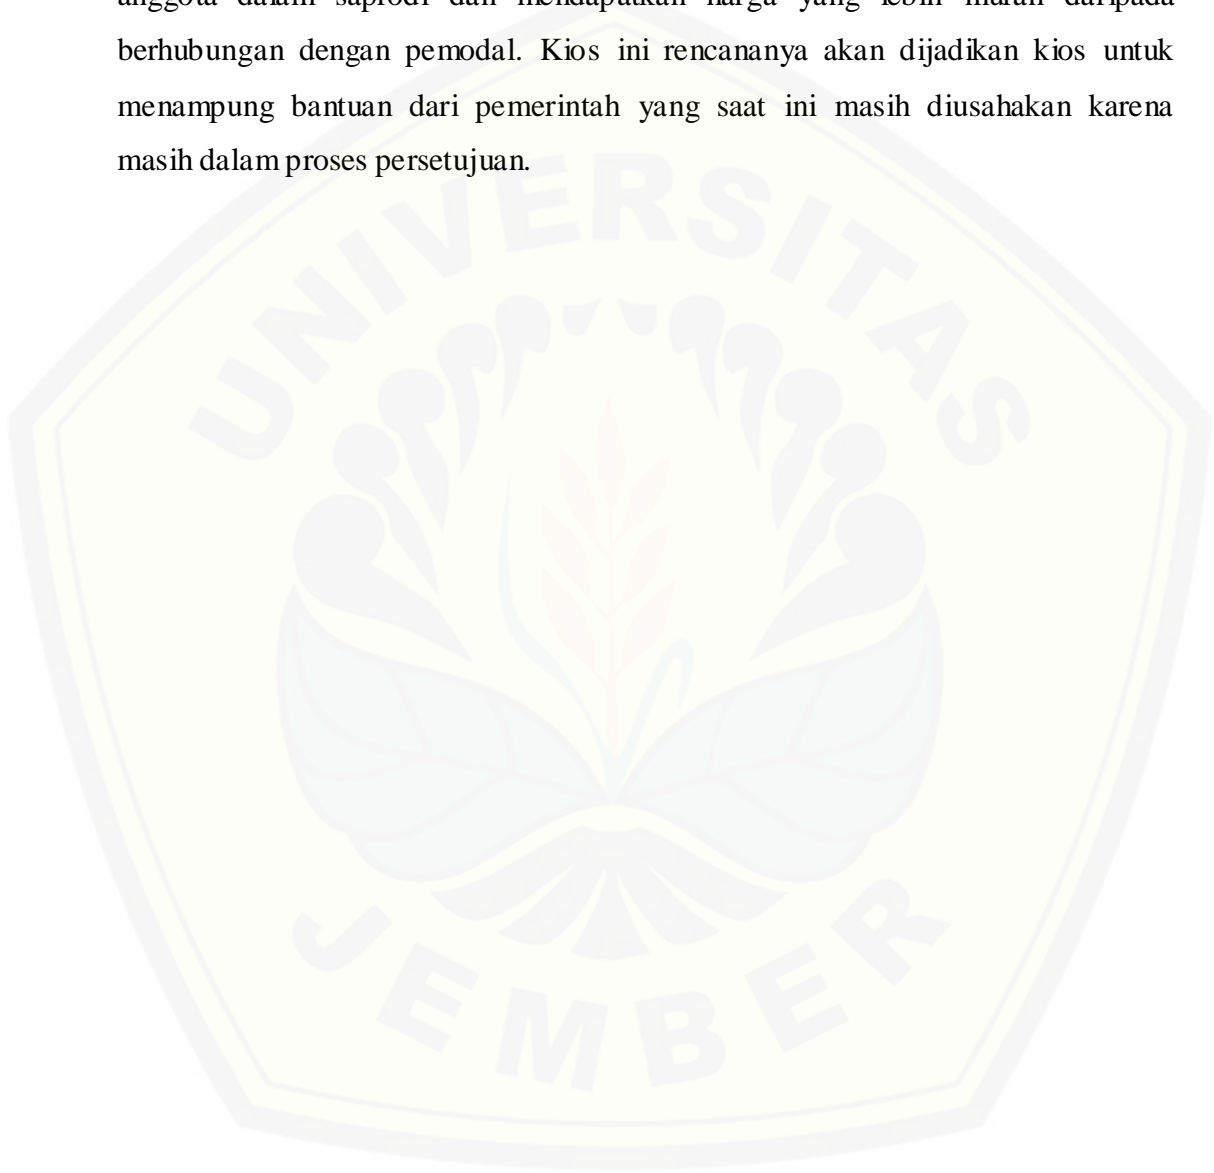 anggota dalam saprodi dan mendapatkan harga yang lebih murah daripada
berhubungan dengan pemodal. Kios ini rencananya akan dijadikan kios untuk
menampung bantuan dari pemerintah yang saat ini masih diusahakan karena
masih dalam proses persetujuan.
UNIVERSITAS
JEMBER